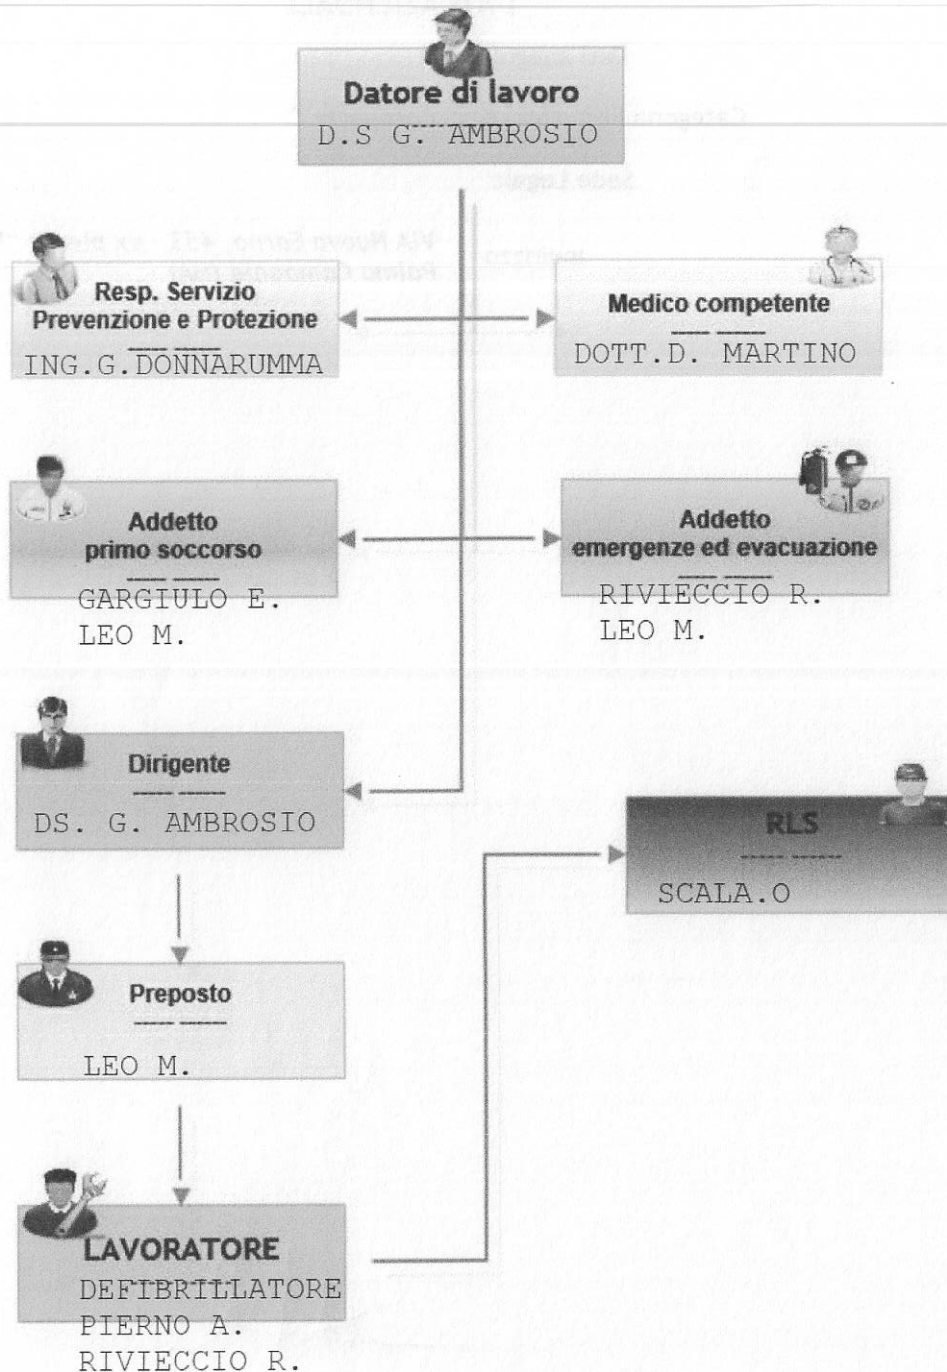 Datore di lavoro
D.S G. AMBROSIO
Resp. Servizio
Prevenzione e Protezione
ING.G.DONNARUMMA
Medico competente
DOTT.D. MARTINO
Addetto
primo soccorso
GARGIULO E.
LEO M.
Addetto
emergenze ed evacuazione
RIVIECCIO R.
LEO M.
Dirigente
DS. G. AMBROSIO
RLS
SCALA.O
Preposto
LEO M.
LAVORATORE
DEFIBRILLATORE
PIERNO A.
RIVIECCIO R.